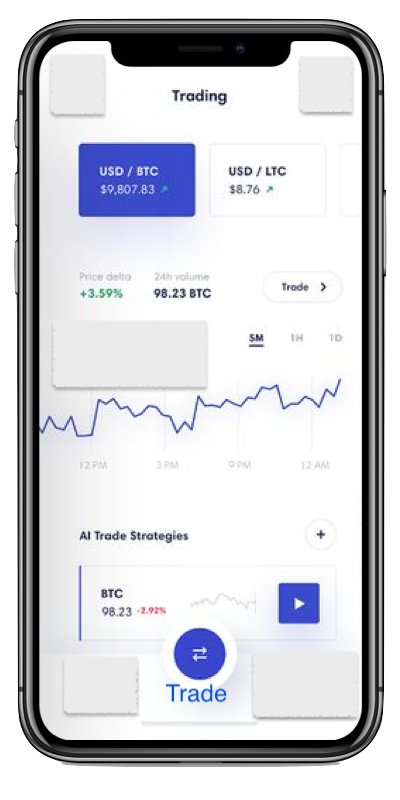 Trading
USD / BTC
$9,807.83
USD / LTC
$8.76
Price delta
24h volume
+3.59%
98.23 BTC
Trade
5M 1H 1D
12 PM 3 PM 9 PM 12 AM
AI Trade Strategies
+
BTC
98.23 -2.92%
Trade